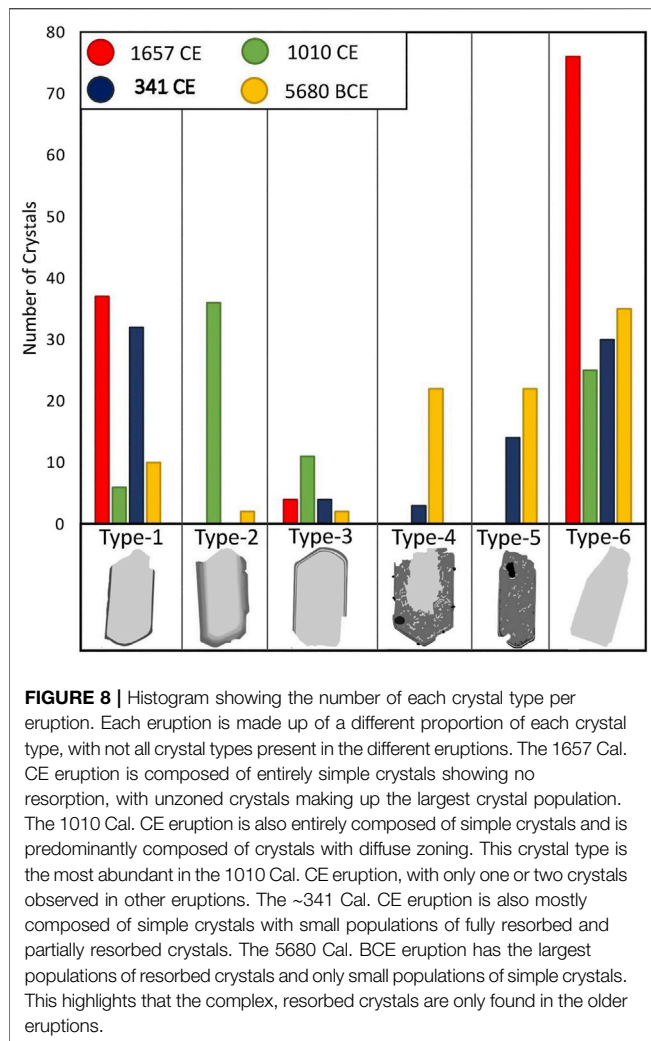 80
1657 CE
1010 CE
341 CE
5680 BCE
70
60
50
40
30
20
10
0
Number of Crystals
Type-1
Type-2
Type-3
Type-4
Type-5
Type-6
FIGURE 8 | Histogram showing the number of each crystal type per
eruption. Each eruption is made up of a different proportion of each crystal
type, with not all crystal types present in the different eruptions. The 1657 Cal.
CE eruption is composed of entirely simple crystals showing no
resorption, with unzoned crystals making up the largest crystal population.
The 1010 Cal. CE eruption is also entirely composed of simple crystals and is
predominantly composed of crystals with diffuse zoning. This crystal type is
the most abundant in the 1010 Cal. CE eruption, with only one or two crystals
observed in other eruptions. The ~341 Cal. CE eruption is also mostly
composed of simple crystals with small populations of fully resorbed and
partially resorbed crystals. The 5680 Cal. BCE eruption has the largest
populations of resorbed crystals and only small populations of simple crystals.
This highlights that the complex, resorbed crystals are only found in the older
eruptions.